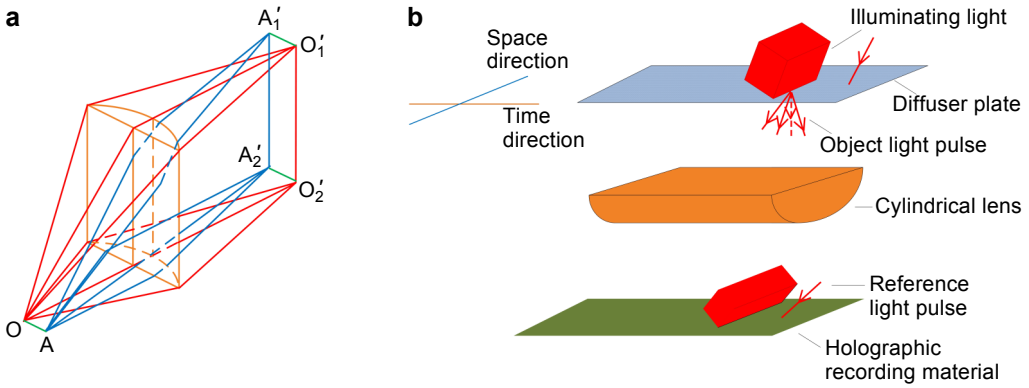 a
A₁′
O₁′
A₂′
O₂′
O
A
b
Space
direction
Time
direction
Illuminating
light
Diffuser plate
Object light pulse
Cylindrical lens
Reference
light pulse
Holographic
recording material